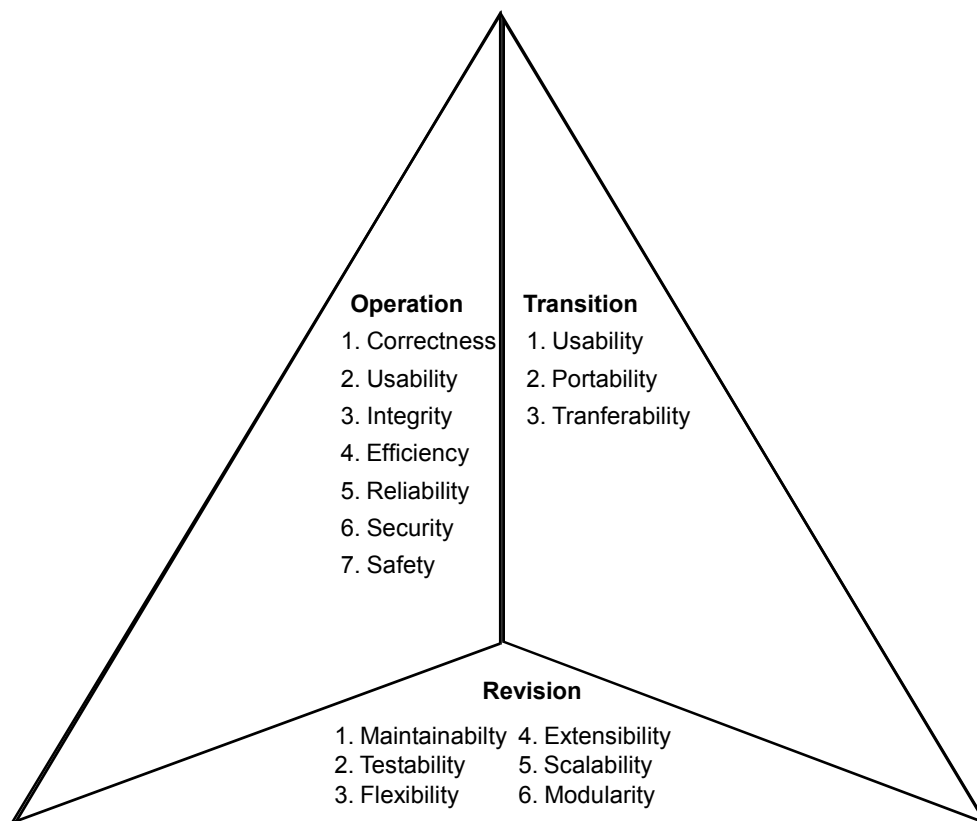 Operation
1. Correctness
2. Usability
3. Integrity
4. Efficiency
5. Reliability
6. Security
7. Safety
Transition
1. Usability
2. Portability
3. Tranferability
Revision
1. Maintainabilty
2. Testability
3. Flexibility
4. Extensibility
5. Scalability
6. Modularity